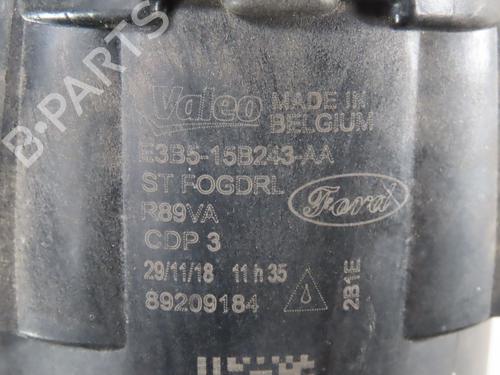 Valeo MADE IN
BELGIUM
E3B5-15B243-AA
ST FOGDRL
R89VA
Ford
CDP 3
29/11/18 11 h 35
89209184
2B1E